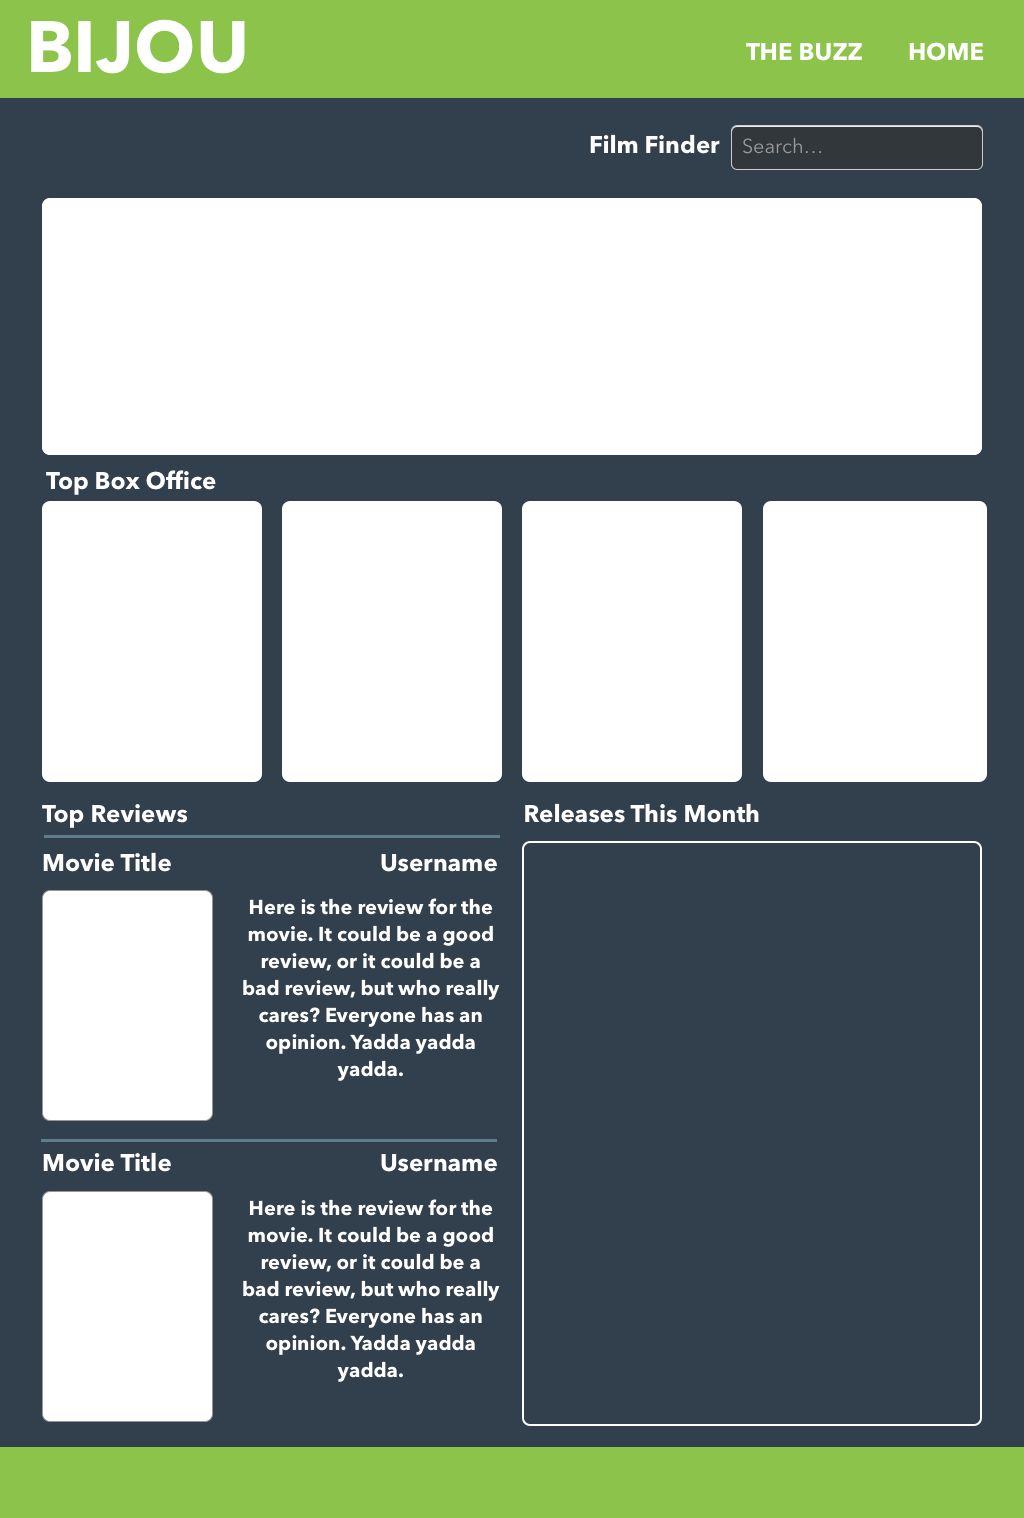 BIJOU
THE BUZZ HOME
Film Finder Search...
Top Box Office
Top Reviews
Movie Title Username
Here is the review for the
movie. It could be a good
review, or it could be a
bad review, but who really
cares? Everyone has an
opinion. Yadda yadda
yadda.
Movie Title Username
Here is the review for the
movie. It could be a good
review, or it could be a
bad review, but who really
cares? Everyone has an
opinion. Yadda yadda
yadda.
Releases This Month